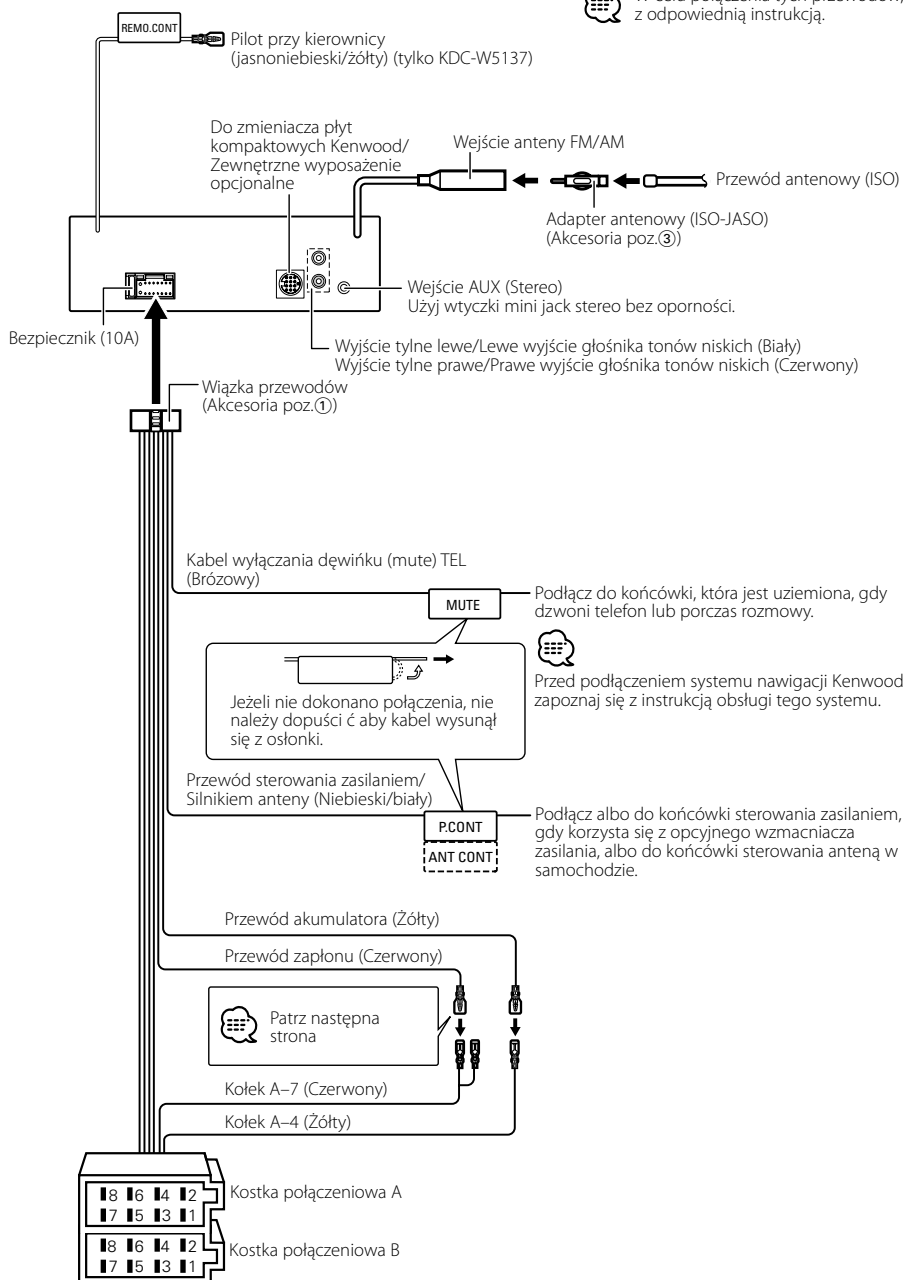 W celu połączenia tych przewodów,
z odpowiednią instrukcją.
REMO.CONT
Pilot przy kierownicy
(jasnoniebieski/żółty) (tylko KDC-W5137)
Do zmieniacza płyt
kompaktowych Kenwood/
Zewnętrzne wyposażenie
opcjonalne
Wejście anteny FM/AM
Przewód antenowy (ISO)
Adapter antenowy (ISO-JASO)
(Akcesoria poz.③)
Wejście AUX (Stereo)
Użyj wtyczki mini jack stereo bez oporności.
Bezpiecznik (10A)
Wyjście tylne lewe/Lewe wyjście głośnika tonów niskich (Biały)
Wyjście tylne prawe/Prawe wyjście głośnika tonów niskich (Czerwony)
Wiązka przewodów
(Akcesoria poz.①)
Kabel wyłączania dęwińku (mute) TEL
(Brózowy)
MUTE
Podłącz do końcówki, która jest uziemiona, gdy
dzwoni telefon lub porczas rozmowy.
Przed podłączeniem systemu nawigacji Kenwood
zapoznaj się z instrukcją obsługi tego systemu.
Jeżeli nie dokonano połączenia, nie
należy dopuści ć aby kabel wysunął
się z osłonki.
Przewód sterowania zasilaniem/
Silnikiem anteny (Niebieski/biały)
P.CONT
ANT CONT
Podłącz albo do końcówki sterowania zasilaniem,
gdy korzysta się z opcyjnego wzmacniacza
zasilania, albo do końcówki sterowania anteną w
samochodzie.
Przewód akumulatora (Żółty)
Przewód zapłonu (Czerwony)
Patrz następna
strona
Kołek A–7 (Czerwony)
Kołek A–4 (Żółty)
8 6 4 2
7 5 3 1
Kostka połączeniowa A
8 6 4 2
7 5 3 1
Kostka połączeniowa B